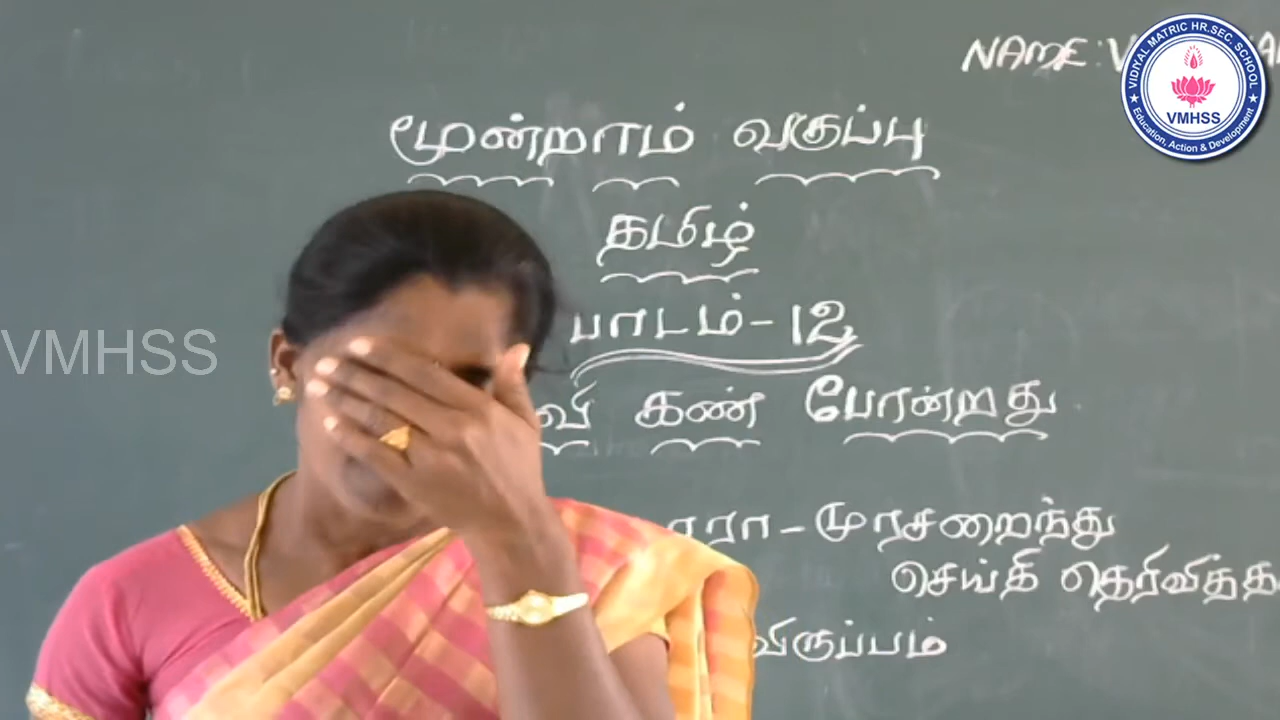 NAME:
மூன்றாம் வகுப்பு
தமிழ்
பாடம்-12
கண் போன்றது
முரசறைந்து
செய்தி
விருப்பம்
VIDIYAL MATRIC HR.SEC. SCHOOL
VMHSS
Education, Action & Development
VMHSS